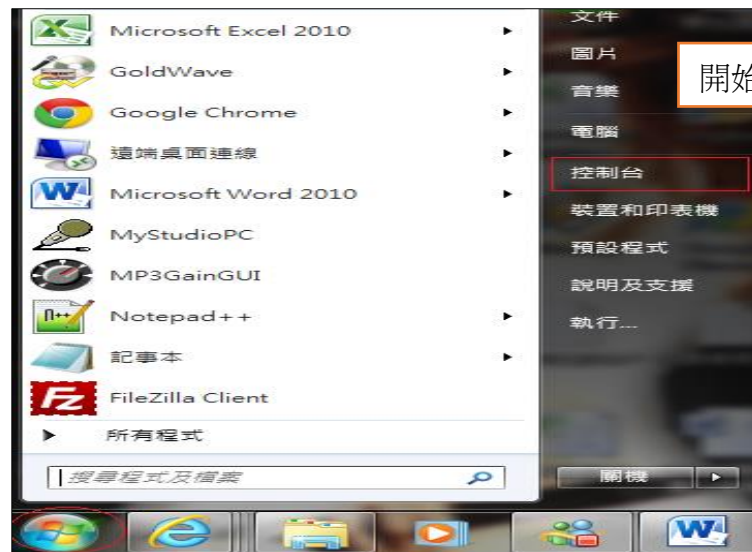 Microsoft Excel 2010
GoldWave
Google Chrome
遠端桌面連線
Microsoft Word 2010
MyStudioPC
MP3GainGUI
Notepad++
記事本
FileZilla Client
所有程式
搜尋程式及檔案
文件
圖片
音樂
電腦
控制台
裝置和印表機
預設程式
說明及支援
執行...
關機
開始